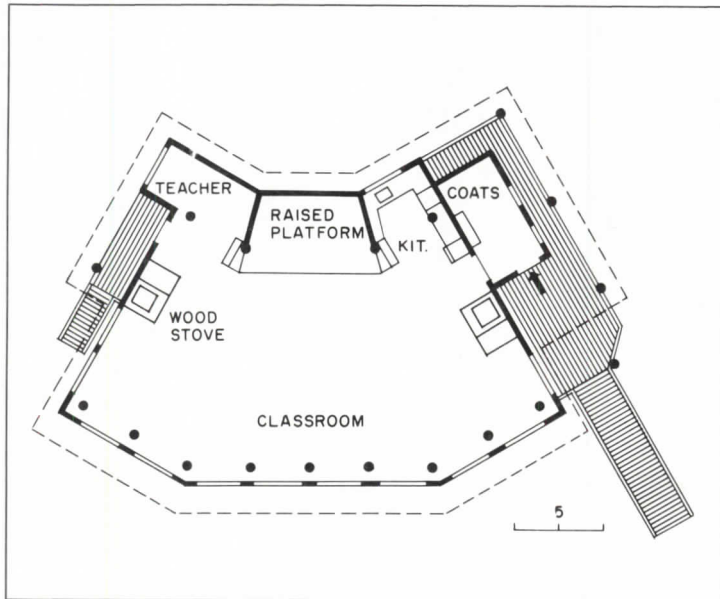 TEACHER
RAISED
PLATFORM
COATS
KIT.
WOOD
STOVE
CLASSROOM
5